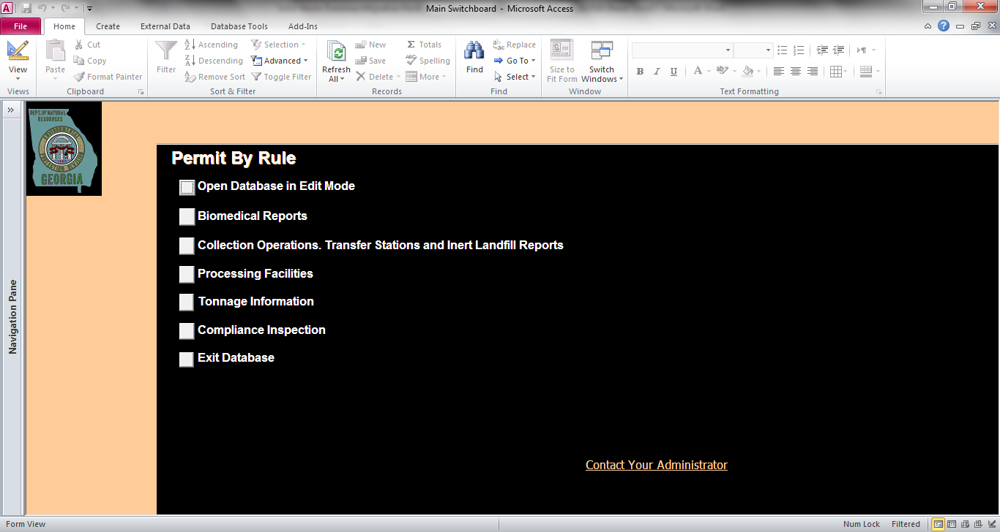 A
Main Switchboard - Microsoft Access
File Home Create External Data Database Tools Add-Ins
View
Views
Paste
Cut
Copy
Format Painter
Clipboard
Filter
Ascending
Descending
Remove Sort
Selection
Advanced
Toggle Filter
Sort & Filter
Refresh
All
New
Save
Delete
Totals
Spelling
More
Records
Find
Replace
Go To
Select
Find
Size to
Fit Form
Switch
Windows
Window
B I U A ab
Text Formatting
Navigation Pane
DEPT. OF NATURAL
RESOURCES
ENVIRONMENTAL
PROTECTION DIVISION
GEORGIA
Permit By Rule
Open Database in Edit Mode
Biomedical Reports
Collection Operations. Transfer Stations and Inert Landfill Reports
Processing Facilities
Tonnage Information
Compliance Inspection
Exit Database
Contact Your Administrator
Form View
Num Lock Filtered